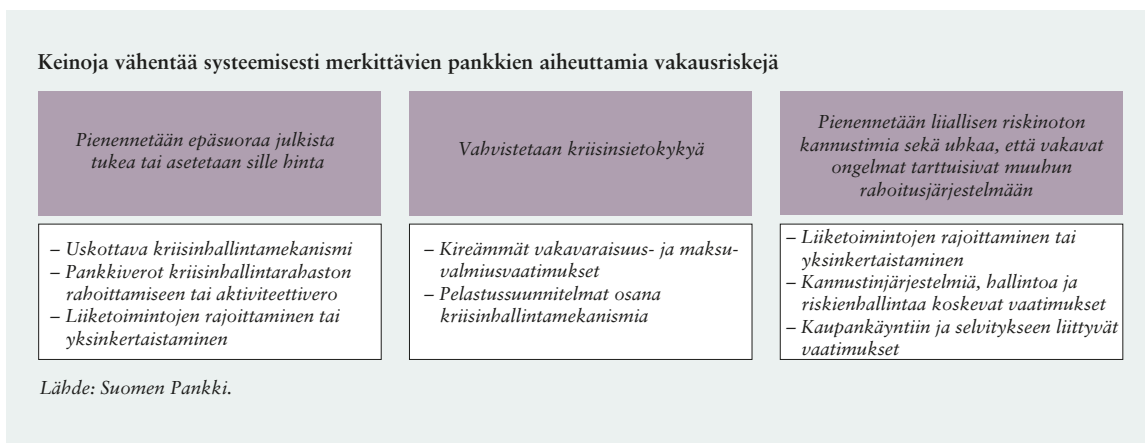 Keinoja vähentää systeemisesti merkittävien pankkien aiheuttamia vakausriskejä
Pienennetään epäsuoraa julkista
tukea tai asetetaan sille hinta
– Uskottava kriisinhallintamekanismi
– Pankkiverot kriisinhallintarahaston
rahoittamiseen tai aktiviteettivero
– Liiketoimintojen rajoittaminen tai
yksinkertaistaminen
Vahvistetaan kriisinsietokykyä
– Kireämmät vakavaraisuus- ja maksu-
valmiusvaatimukset
– Pelastussuunnitelmat osana
kriisinhallintamekanismia
Pienennetään liiallisen riskinoton
kannustimia sekä uhkaa, että vakavat
ongelmat tarttuisivat muuhun
rahoitusjärjestelmään
– Liiketoimintojen rajoittaminen tai
yksinkertaistaminen
– Kannustinjärjestelmiä, hallintoa ja
riskienhallintaa koskevat vaatimukset
– Kaupankäyntiin ja selvitykseen liittyvät
vaatimukset
Lähde: Suomen Pankki.